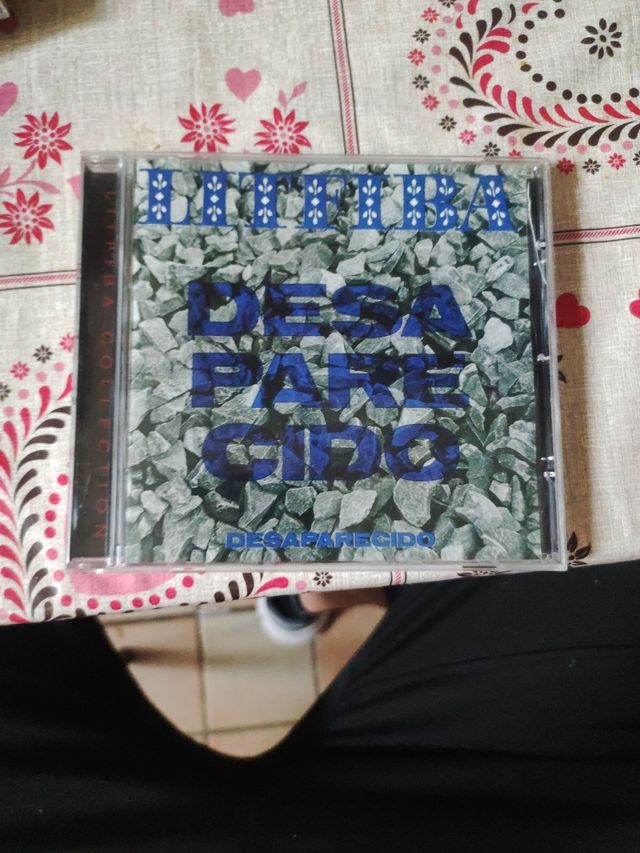 LITFIBA
DESA
PARE
CIDO
DESAPARECIDO
LITFIBA COLLECTION